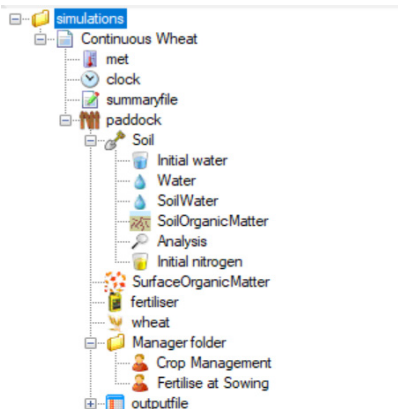 simulations
Continuous Wheat
met
clock
summaryfile
paddock
Soil
Initial water
Water
SoilWater
SoilOrganicMatter
Analysis
Initial nitrogen
SurfaceOrganicMatter
fertiliser
wheat
Manager folder
Crop Management
Fertilise at Sowing
outputfile